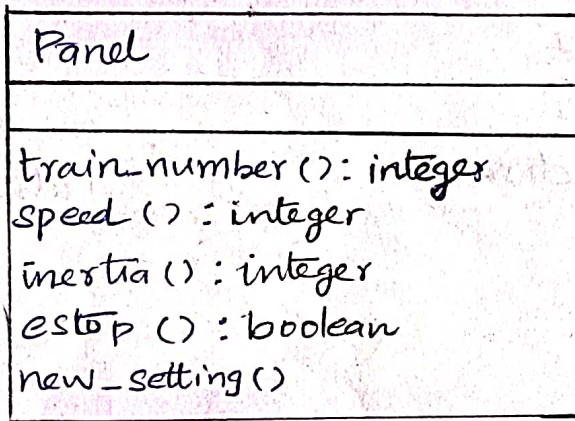 Panel
train_number () : integer
speed () : integer
inertia () : integer
estop () : boolean
new_setting ()